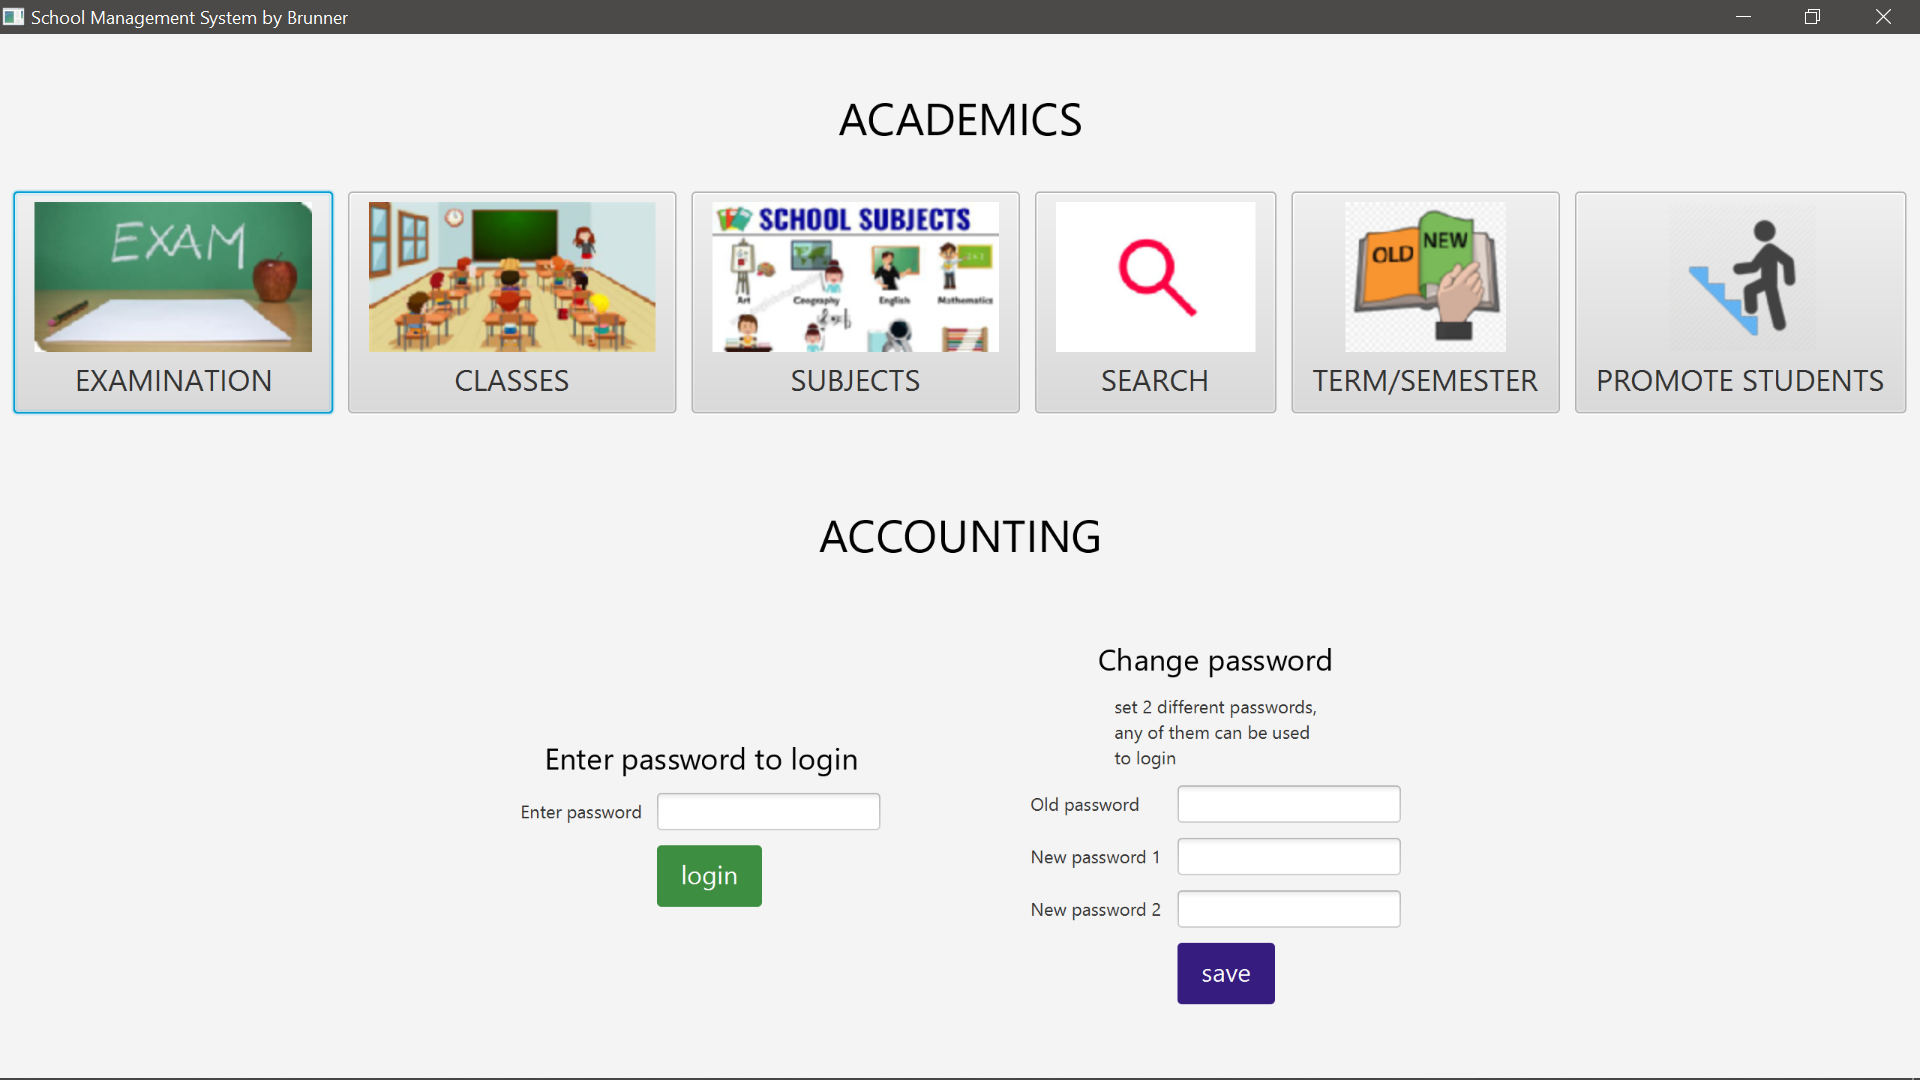 School Management System by Brunner
ACADEMICS
EXAM
EXAMINATION
CLASSES
SCHOOL SUBJECTS
Art
Geography
English
Mathematics
SUBJECTS
SEARCH
OLD
NEW
TERM/SEMESTER
PROMOTE STUDENTS
ACCOUNTING
Enter password to login
Enter password
login
Change password
set 2 different passwords,
any of them can be used
to login
Old password
New password 1
New password 2
save